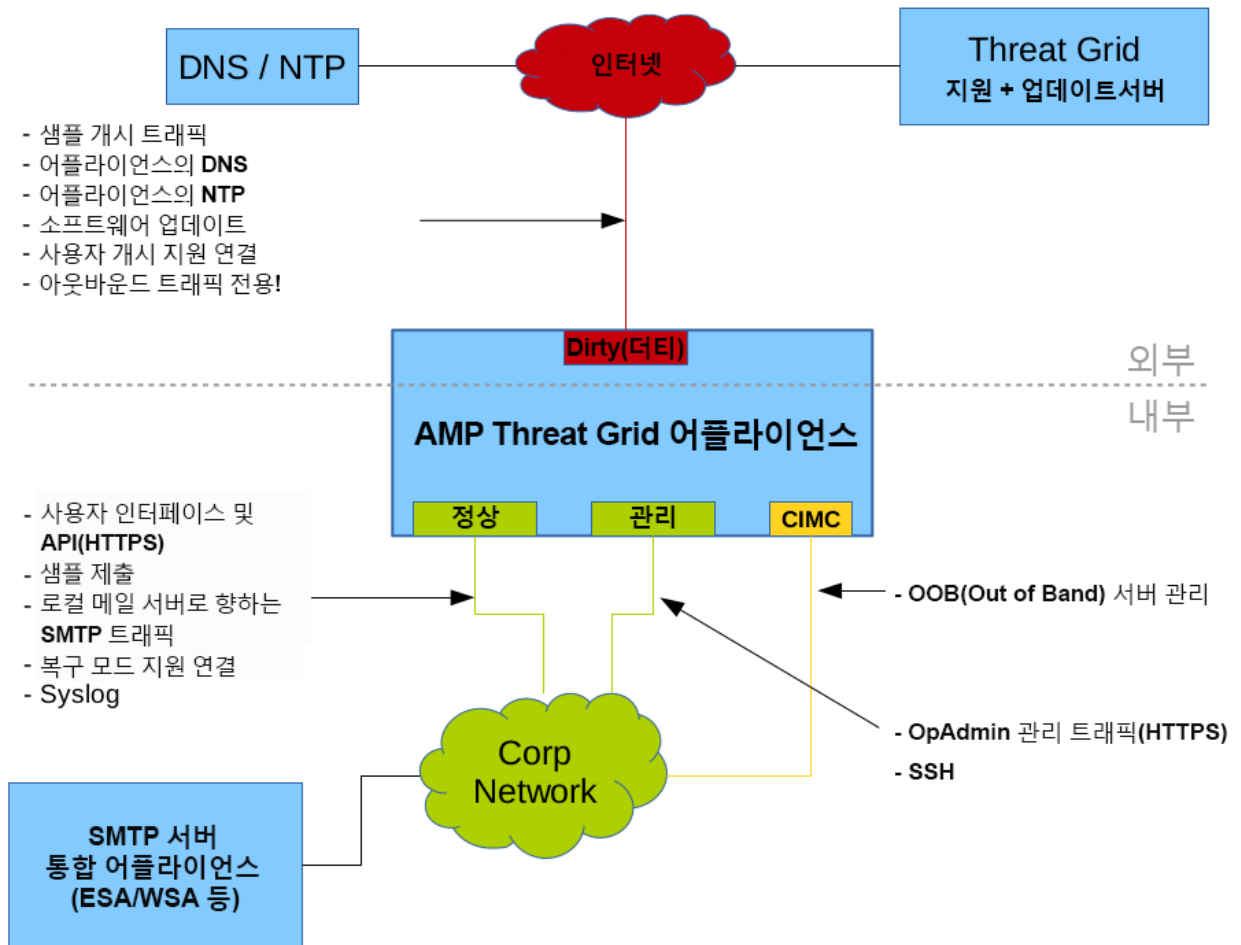 DNS / NTP
인터넷
Threat Grid
지원 + 업데이트서버
- 샘플 개시 트래픽
- 어플라이언스의 DNS
- 어플라이언스의 NTP
- 소프트웨어 업데이트
- 사용자 개시 지원 연결
- 아웃바운드 트래픽 전용!
Dirty(더티)
외부
내부
AMP Threat Grid 어플라이언스
정상
관리
CIMC
- 사용자 인터페이스 및
API(HTTPS)
- 샘플 제출
- 로컬 메일 서버로 향하는
SMTP 트래픽
- 복구 모드 지원 연결
- Syslog
- OOB(Out of Band) 서버 관리
- OpAdmin 관리 트래픽(HTTPS)
- SSH
Corp
Network
SMTP 서버
통합 어플라이언스
(ESA/WSA 등)